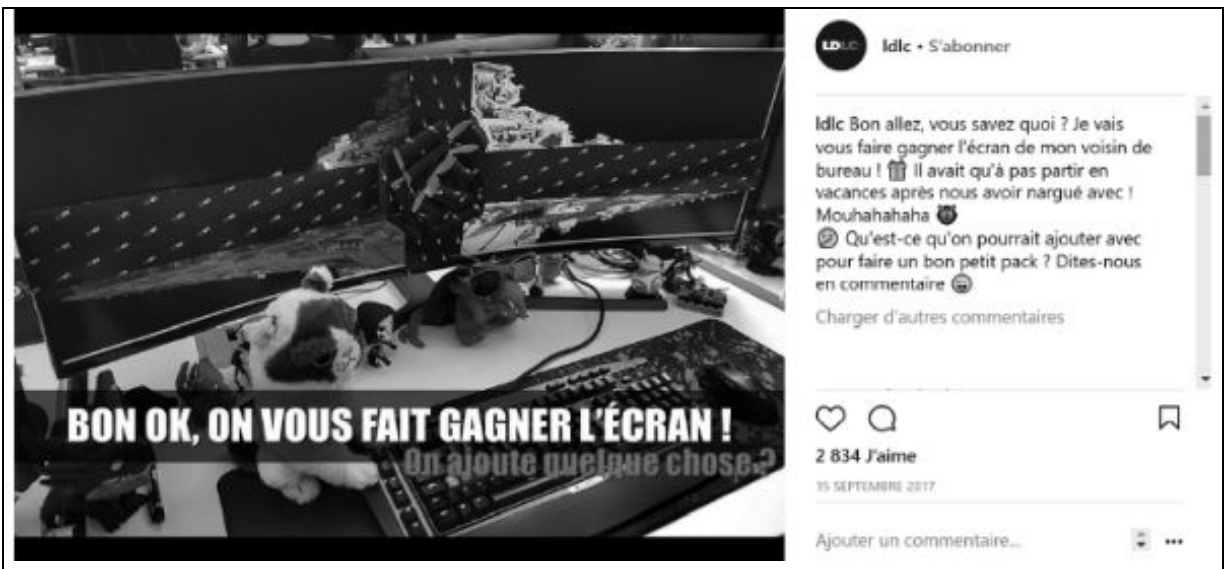 BON OK, ON VOUS FAIT GAGNER L'ÉCRAN !
On ajoute quelque chose ?
LDLC
ldlc • S'abonner
ldlc Bon allez, vous savez quoi ? Je vais
vous faire gagner l'écran de mon voisin de
bureau ! 🎁 Il avait qu'à pas partir en
vacances après nous avoir nargué avec !
Mouhahahaha 😈
🤔 Qu'est-ce qu'on pourrait ajouter avec
pour faire un bon petit pack ? Dites-nous
en commentaire 😄
Charger d'autres commentaires
2 834 J'aime
15 SEPTEMBRE 2017
Ajouter un commentaire...